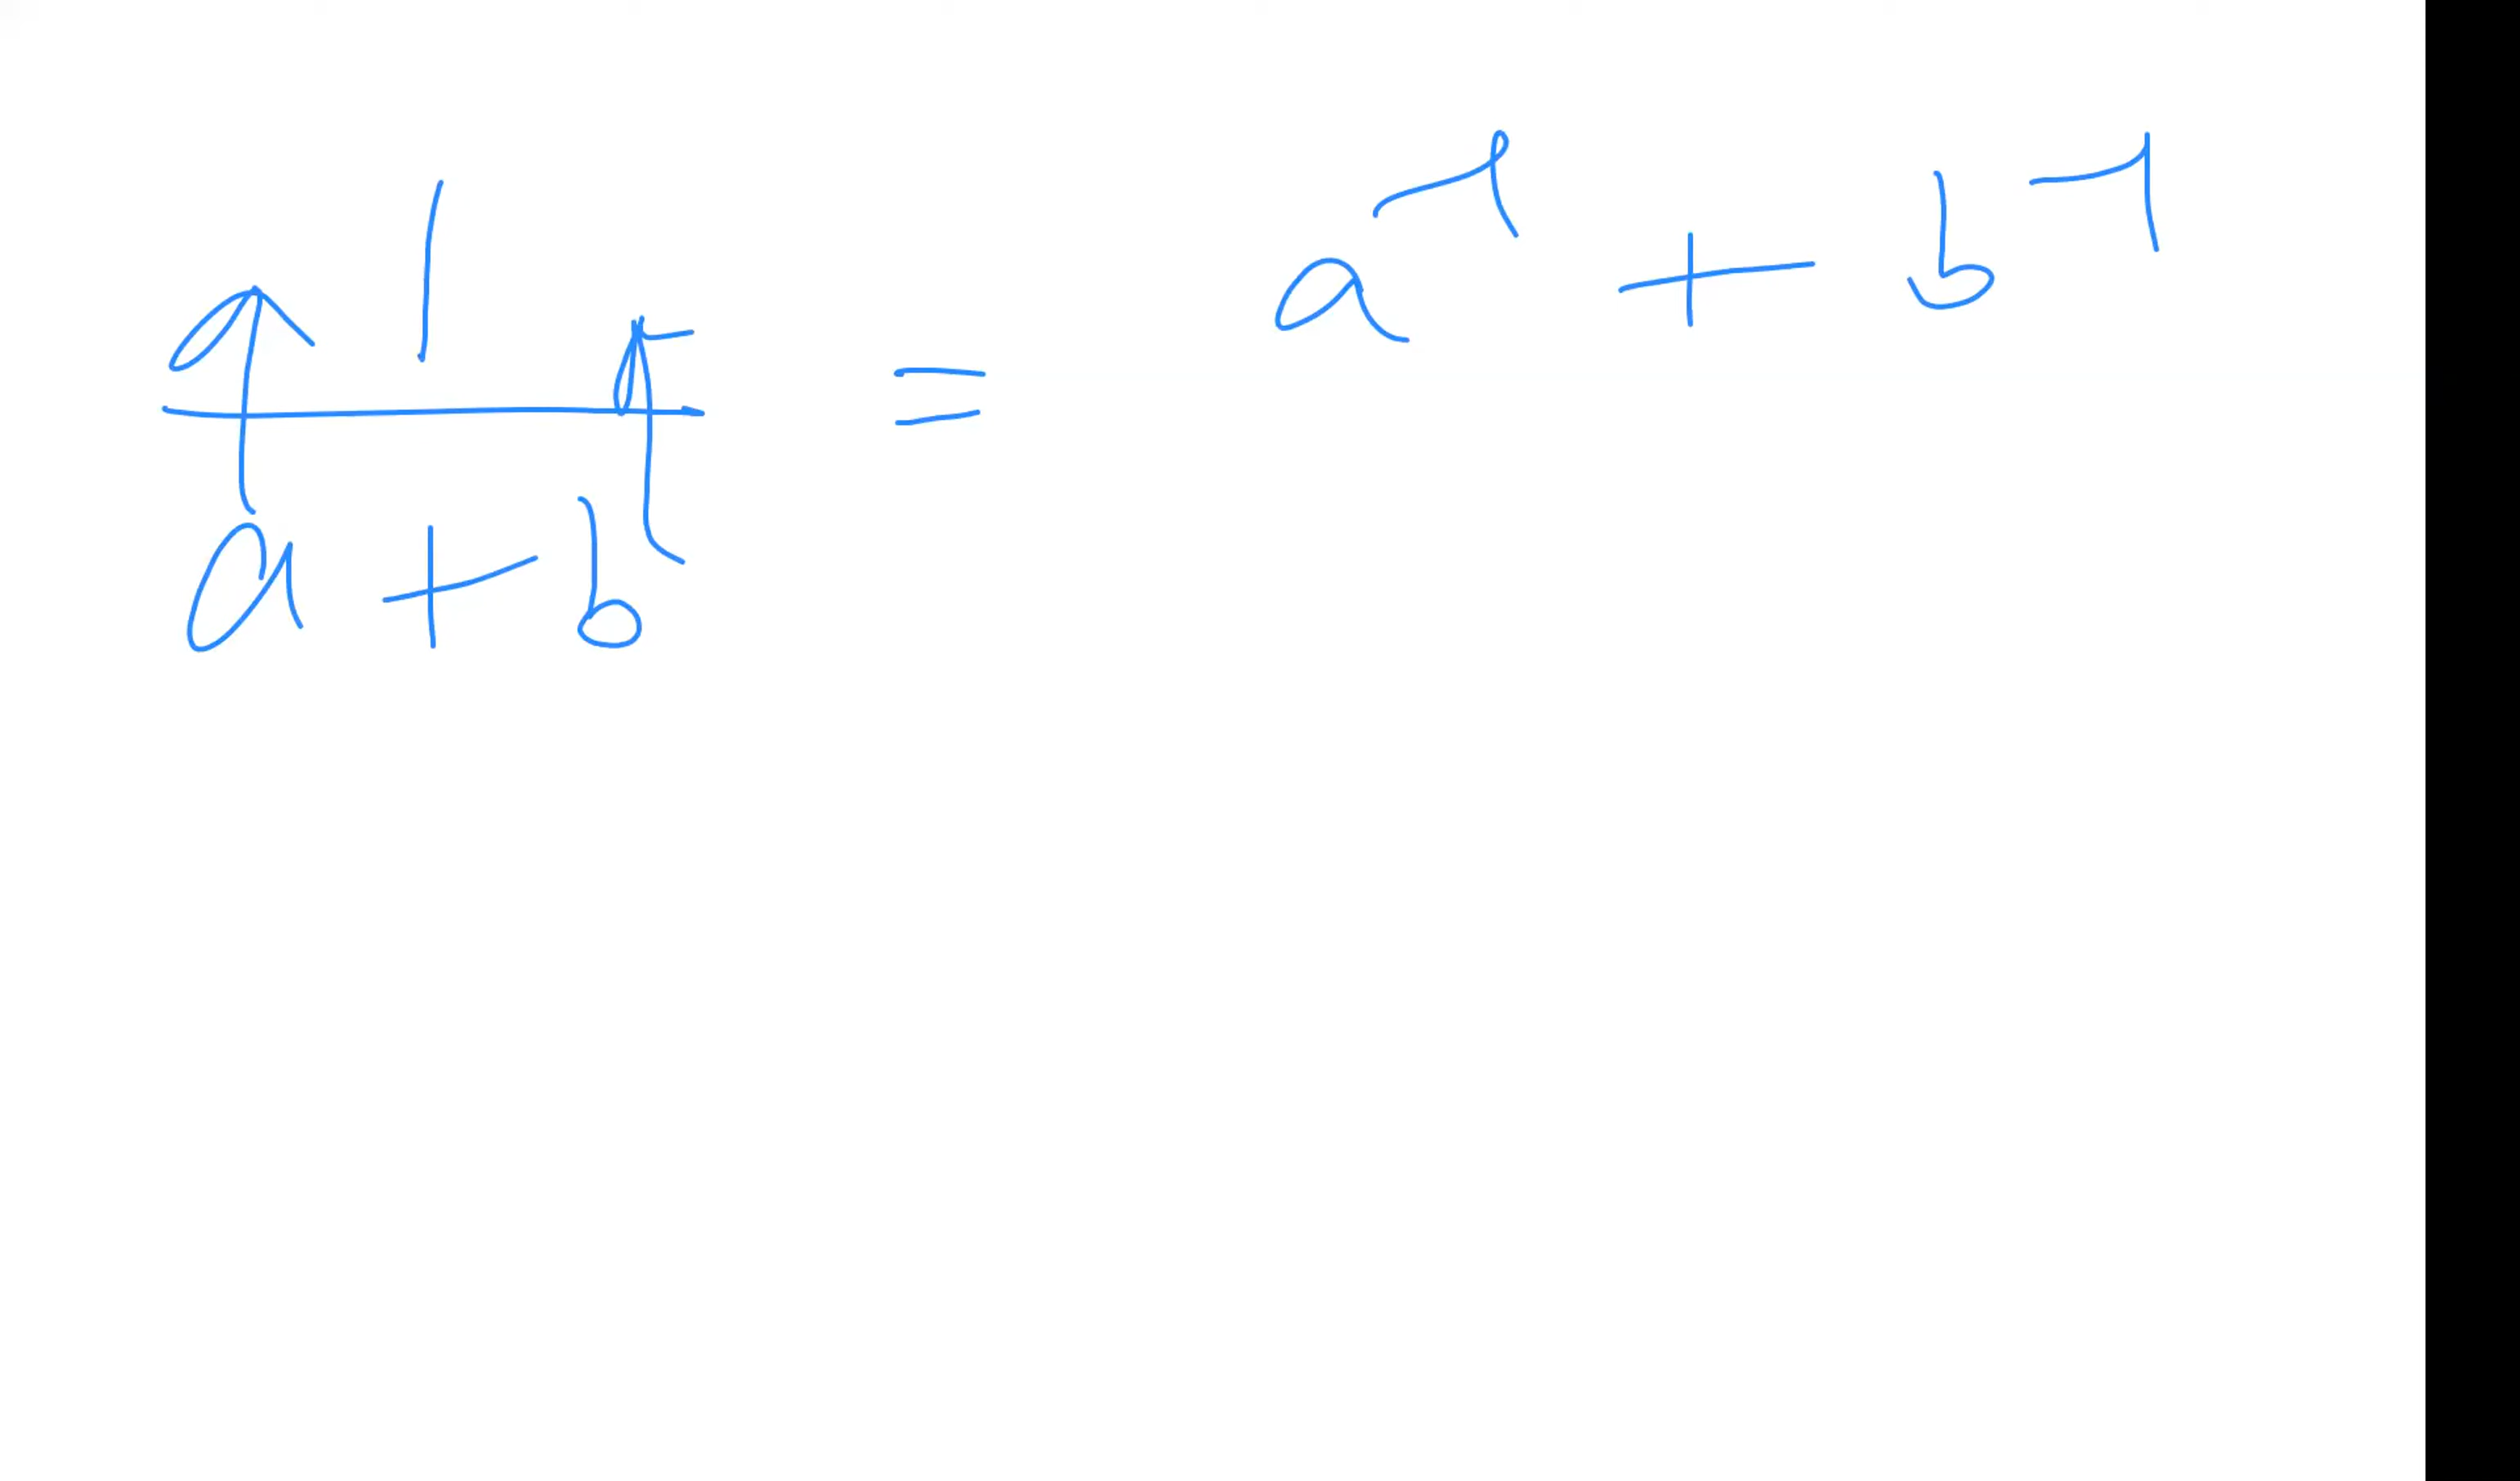 1/(a + b) = a⁻¹ + b⁻¹